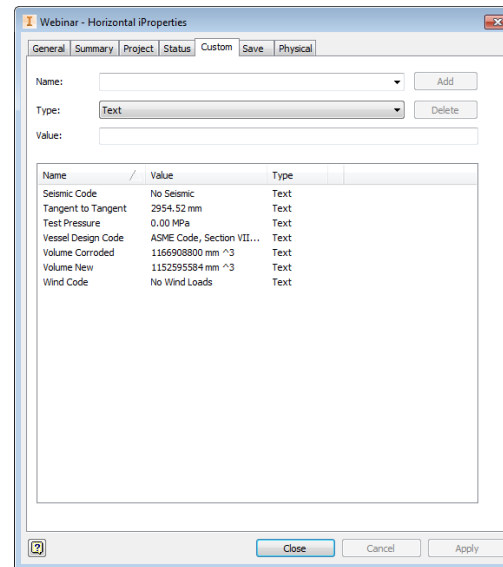 Webinar - Horizontal iProperties
General Summary Project Status Custom Save Physical
Name: Add
Type: Text Delete
Value:
Name Value Type
Seismic Code No Seismic Text
Tangent to Tangent 2954.52 mm Text
Test Pressure 0.00 MPa Text
Vessel Design Code ASME Code, Section VII... Text
Volume Corroded 1166908800 mm ^3 Text
Volume New 1152595584 mm ^3 Text
Wind Code No Wind Loads Text
Close Cancel Apply